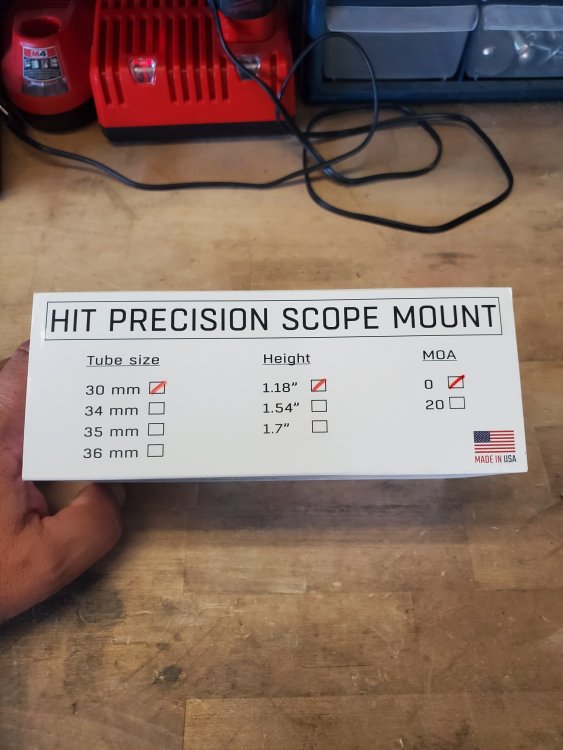 M4
HIT PRECISION SCOPE MOUNT
Tube size
30 mm
34 mm
35 mm
36 mm
Height
1.18”
1.54”
1.7”
MOA
0
20
MADE IN USA